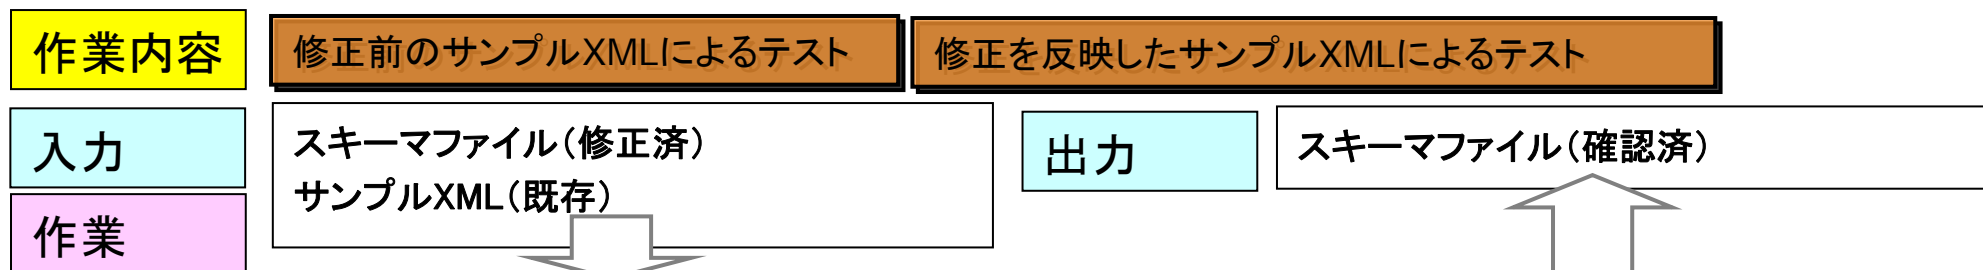 作業内容
修正前のサンプルXMLによるテスト
修正を反映したサンプルXMLによるテスト
入力
スキーマファイル（修正済）
サンプルXML（既存）
出力
スキーマファイル（確認済）
作業